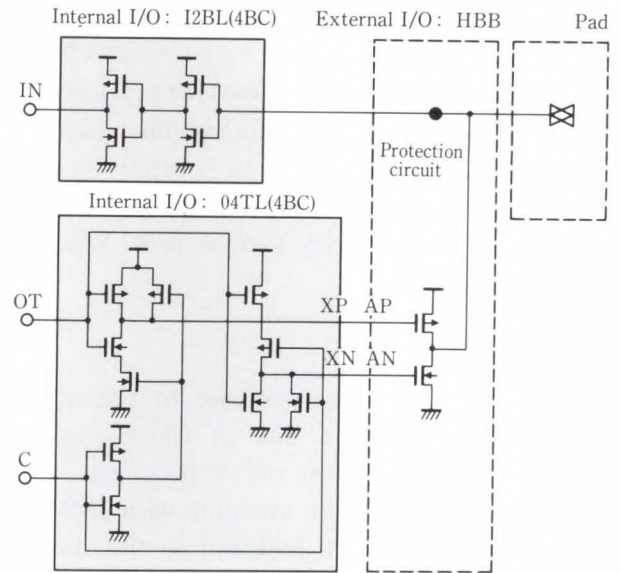 Internal I/O: I2BL(4BC)
External I/O: HBB
Pad
IN
Protection
circuit
Internal I/O: 04TL(4BC)
OT
XP AP
XN AN
C